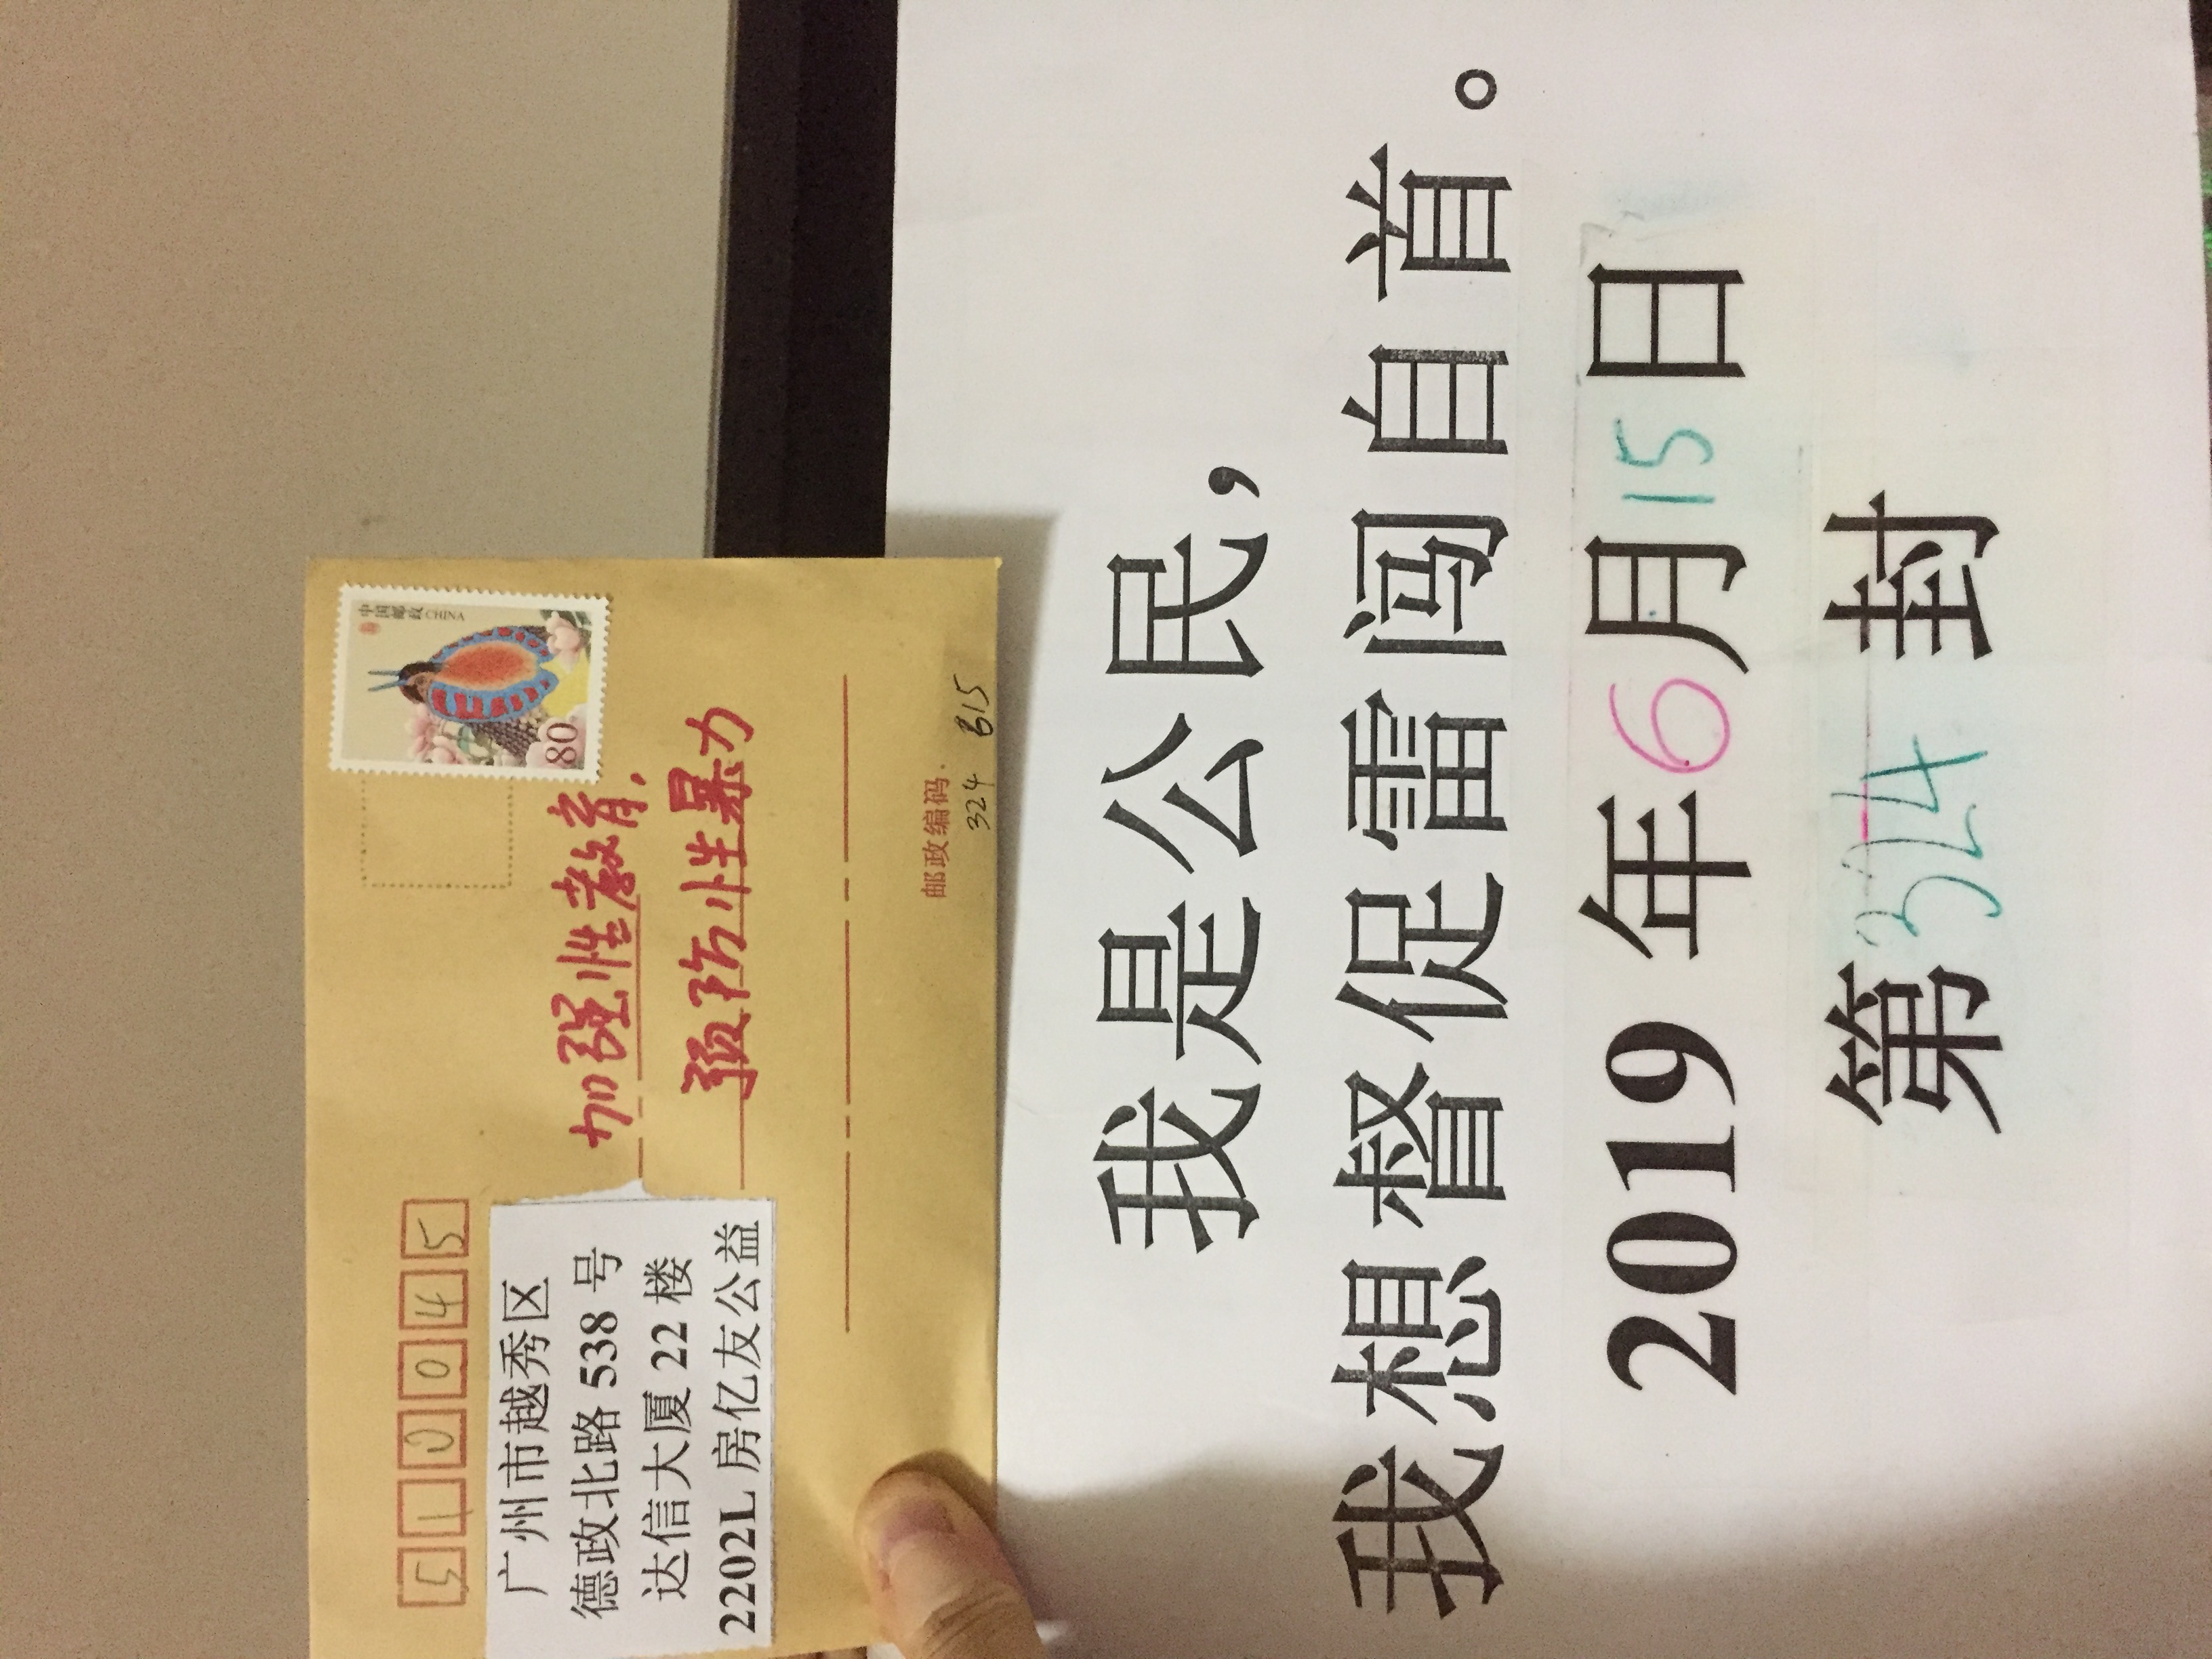 中国邮政 CHINA
80
510045
广州市越秀区
德政北路 538 号
达信大厦 22 楼
2202L 房亿友公益
加强性教育,
预防性暴力
邮政编码.
324 615
我是公民，
我想督促雷闯自首。
2019 年6月15日
第324 封